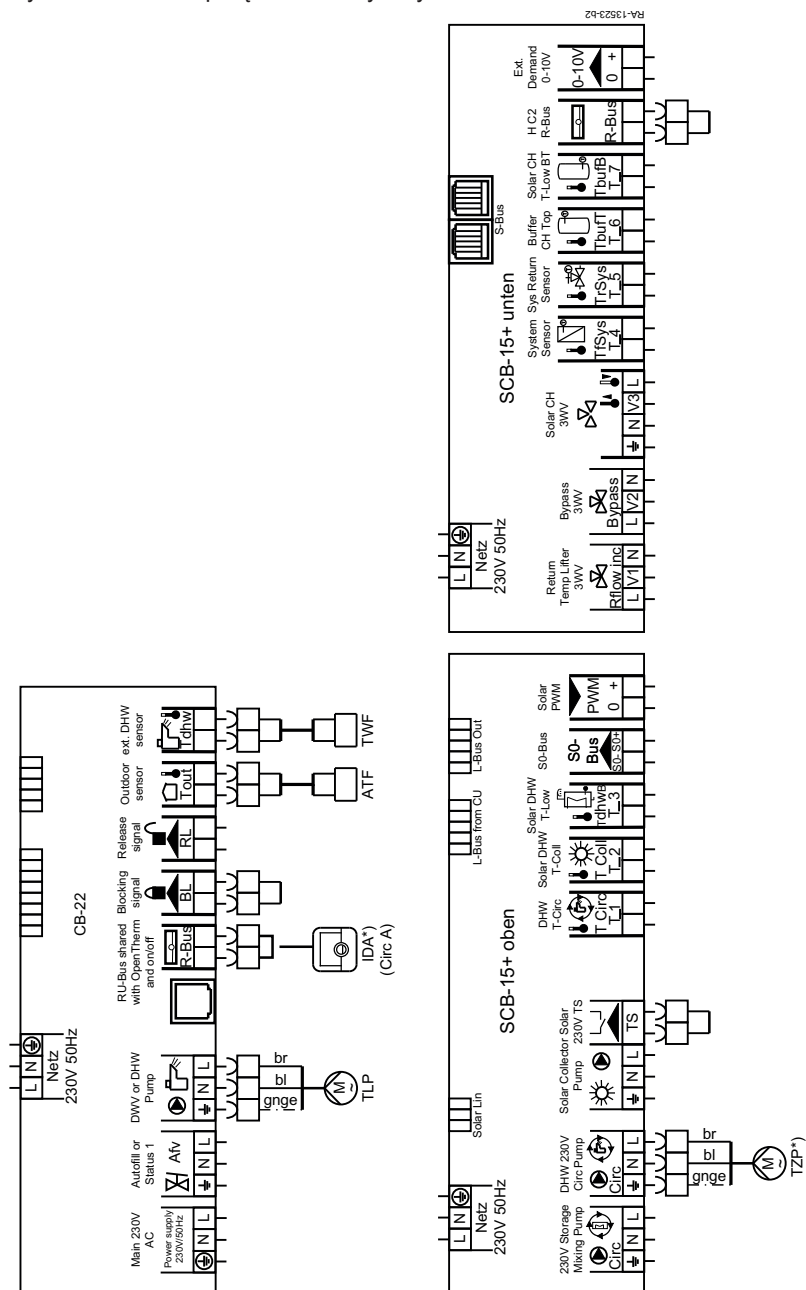 CB-22
L N
Netz
230V 50Hz
Main 230V
AC
Power supply
230V/50Hz
N L
Autofill or
Status 1
Afv
N L
DWV or DHW
Pump
N L
br
bl
gnge
M
~
TLP
RU-Bus shared
with OpenTherm
and on/off
R-Bus
IDA*)
(Circ A)
Blocking
signal
BL
Release
signal
RL
Outdoor
sensor
Tout
ATF
ext. DHW
sensor
Tdhw
TWF
SCB-15+ oben
L N
Netz
230V 50Hz
Solar Lin
L-Bus from CU
L-Bus Out
230V Storage
Mixing Pump
Circ
N L
DHW 230V
Circ Pump
Circ
N L
br
bl
gnge
M
~
TZP*)
Solar Collector
Pump
N L
Solar
230V TS
TS
DHW
T-Circ
T Circ
T_1
Solar DHW
T-Coll
T Coll
T_2
Solar DHW
T-Low
TdhwB
T_3
S0-Bus
S0-
Bus
S0- S0+
Solar
PWM
PWM
0 +
SCB-15+ unten
L N
Netz
230V 50Hz
S-Bus
Return
Temp Lifter
3WV
Rflow inc
L V1 N
Bypass
3WV
Bypass
L V2 N
Solar CH
3WV
N V3 L
System
Sensor
TfSys
T_4
Sys Return
Sensor
TrSys
T_5
Buffer
CH Top
TbufT
T_6
Solar CH
T-Low BT
TbufB
T_7
H C2
R-Bus
R-Bus
Ext.
Demand
0-10V
0-10V
0 +
RA-13523-b2